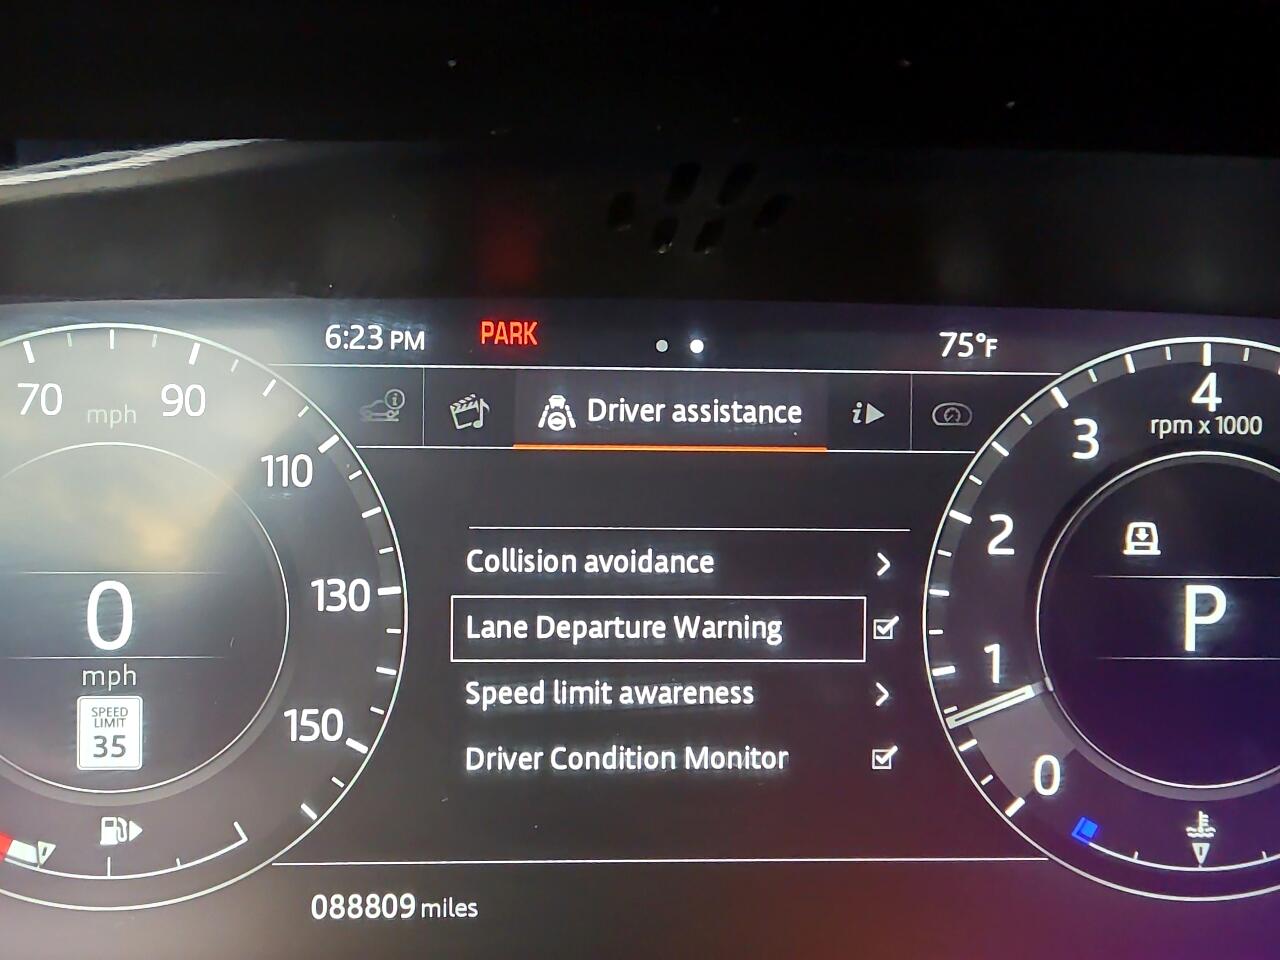 6:23 PM
PARK
75°F
Driver assistance
i
70
mph
90
110
130
150
0
mph
SPEED
LIMIT
35
Collision avoidance
Lane Departure Warning
Speed limit awareness
Driver Condition Monitor
4
rpm x 1000
3
2
1
0
P
088809 miles